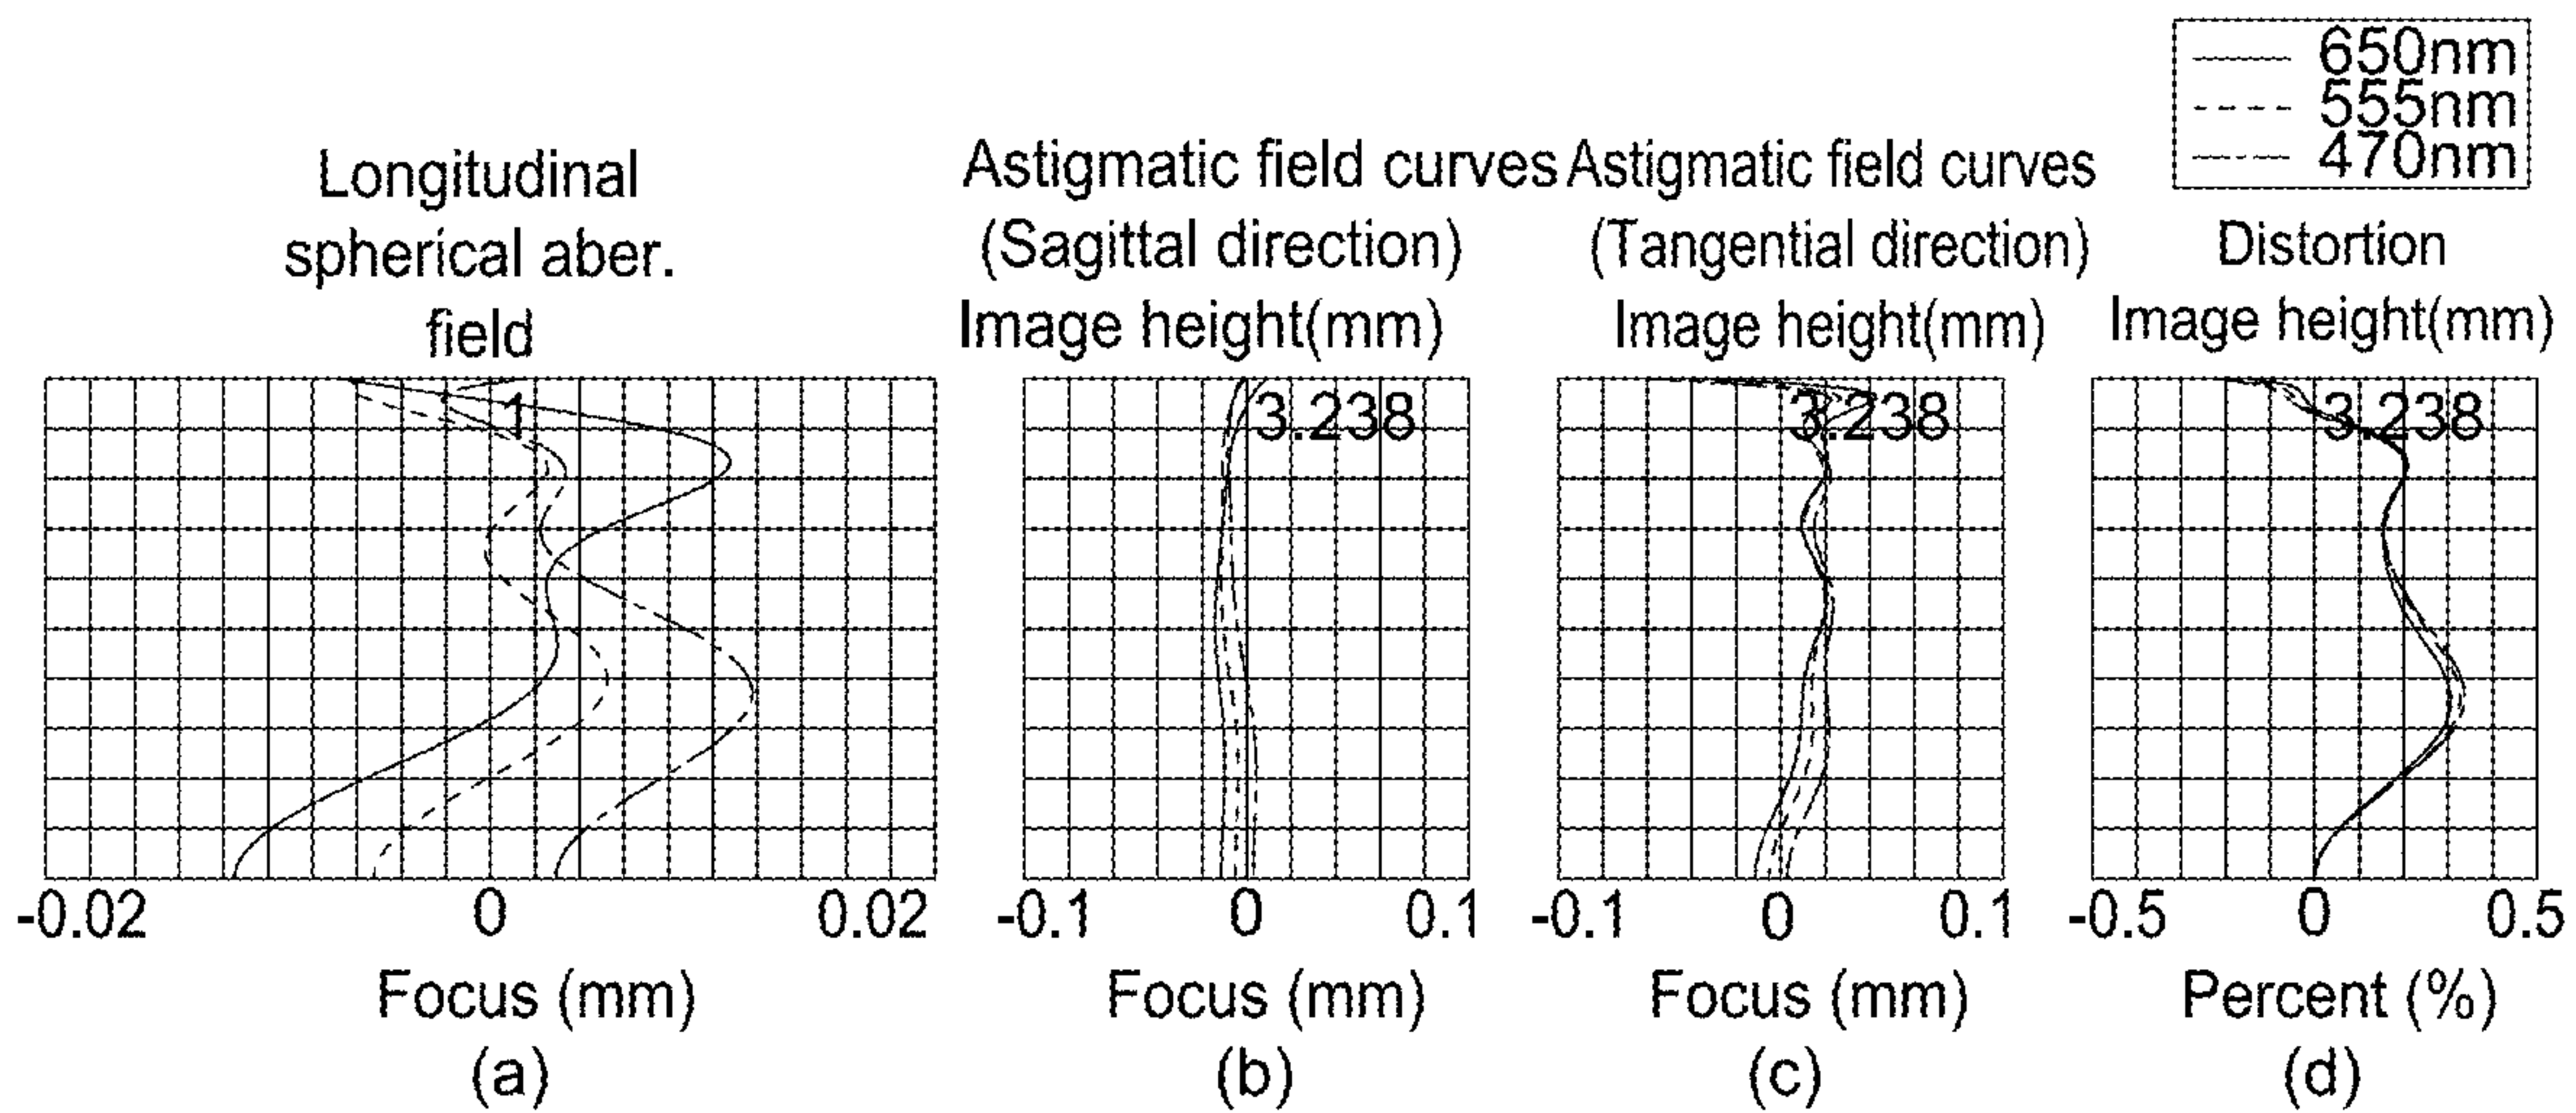 650nm
555nm
470nm
Longitudinal
spherical aber.
field
1
-0.02 0 0.02
Focus (mm)
(a)
Astigmatic field curves
(Sagittal direction)
Image height(mm)
3.238
-0.1 0 0.1
Focus (mm)
(b)
Astigmatic field curves
(Tangential direction)
Image height(mm)
3.238
-0.1 0 0.1
Focus (mm)
(c)
Distortion
Image height(mm)
3.238
-0.5 0 0.5
Percent (%)
(d)